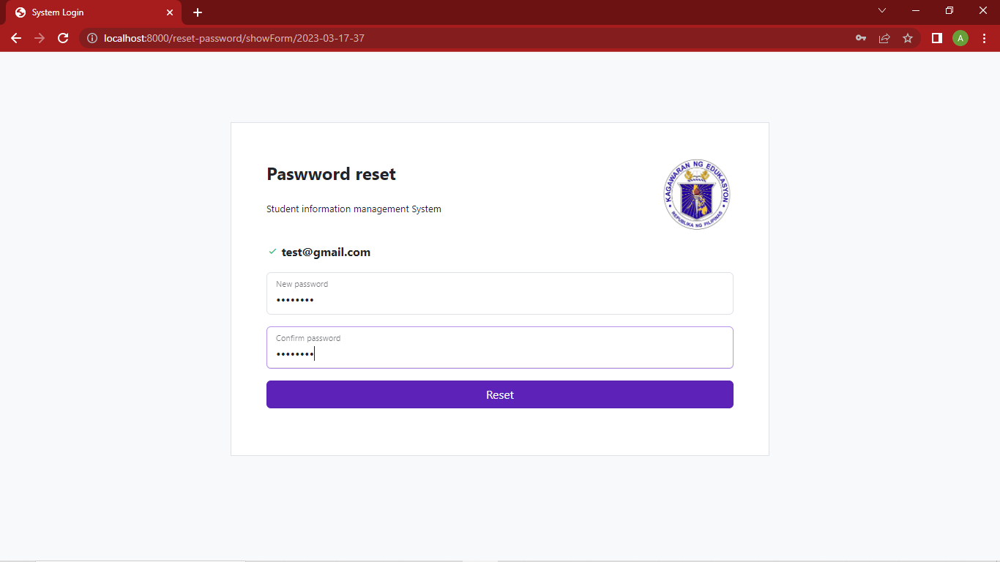 System Login
localhost:8000/reset-password/showForm/2023-03-17-37
A
Paswword reset
KAGAWARAN NG EDUKASYON
REPUBLIKA NG PILIPINAS
Student information management System
test@gmail.com
New password
••••••••
Confirm password
••••••••
Reset